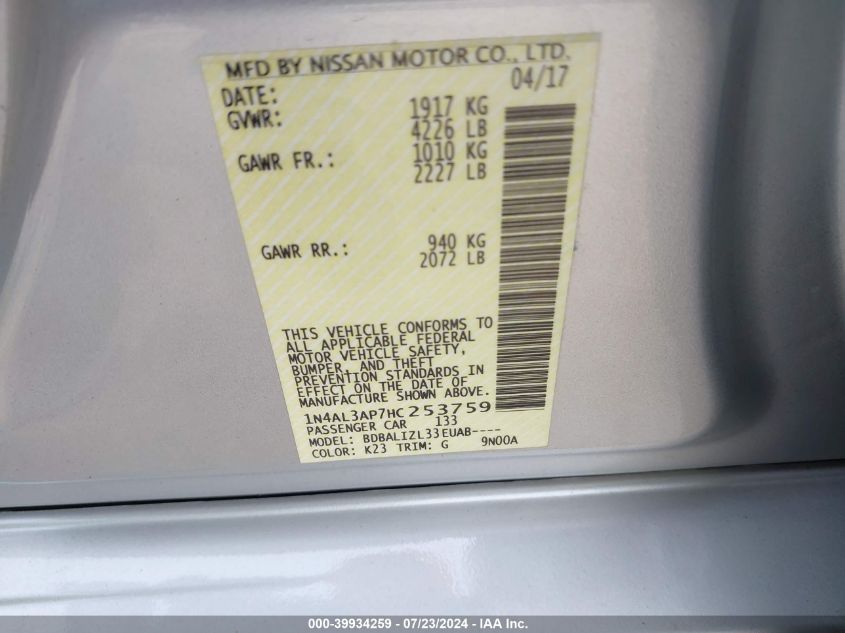 MFD BY NISSAN MOTOR CO., LTD.
DATE: 04/17
GVWR: 1917 KG
4226 LB
GAWR FR.: 1010 KG
2227 LB
GAWR RR.: 940 KG
2072 LB
THIS VEHICLE CONFORMS TO
ALL APPLICABLE FEDERAL
MOTOR VEHICLE SAFETY,
BUMPER, AND THEFT
PREVENTION STANDARDS IN
EFFECT ON THE DATE OF
MANUFACTURE SHOWN ABOVE.
1N4AL3AP7HC253759
PASSENGER CAR 133
MODEL: BDBALIZL33EUAB----
COLOR: K23 TRIM: G 9N00A
000-39934259 | 07/23/2024 - IAA Inc.